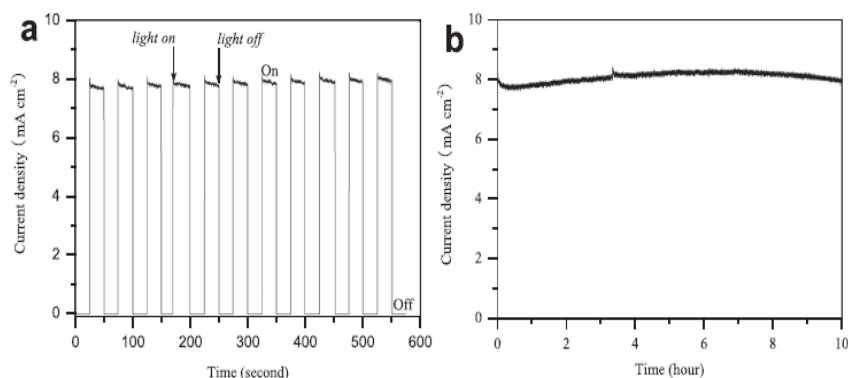 a
light on
light off
On
Off
10
8
6
4
2
0
Current density ( mA cm⁻²)
0 100 200 300 400 500 600
Time (second)
b
10
8
6
4
2
0
Current density ( mA cm⁻²)
0 2 4 6 8 10
Time (hour)